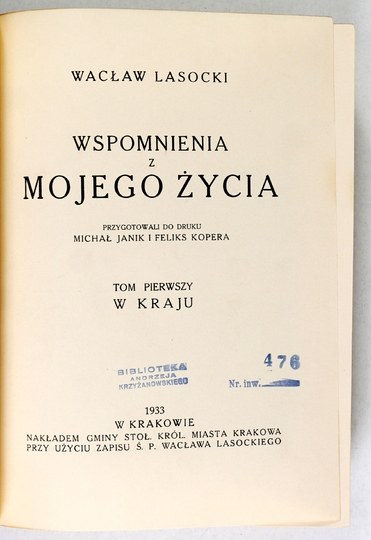 WACŁAW LASOCKI
WSPOMNIENIA
Z
MOJEGO ŻYCIA
PRZYGOTOWALI DO DRUKU
MICHAŁ JANIK I FELIKS KOPERA
TOM PIERWSZY
W KRAJU
BIBLIOTEKA
ANDRZEJA
KRZYŻANOWSKIEGO
476
Nr. inw.
1933
W KRAKOWIE
NAKŁADEM GMINY STOŁ. KRÓL. MIASTA KRAKOWA
PRZY UŻYCIU ZAPISU Ś. P. WACŁAWA LASOCKIEGO